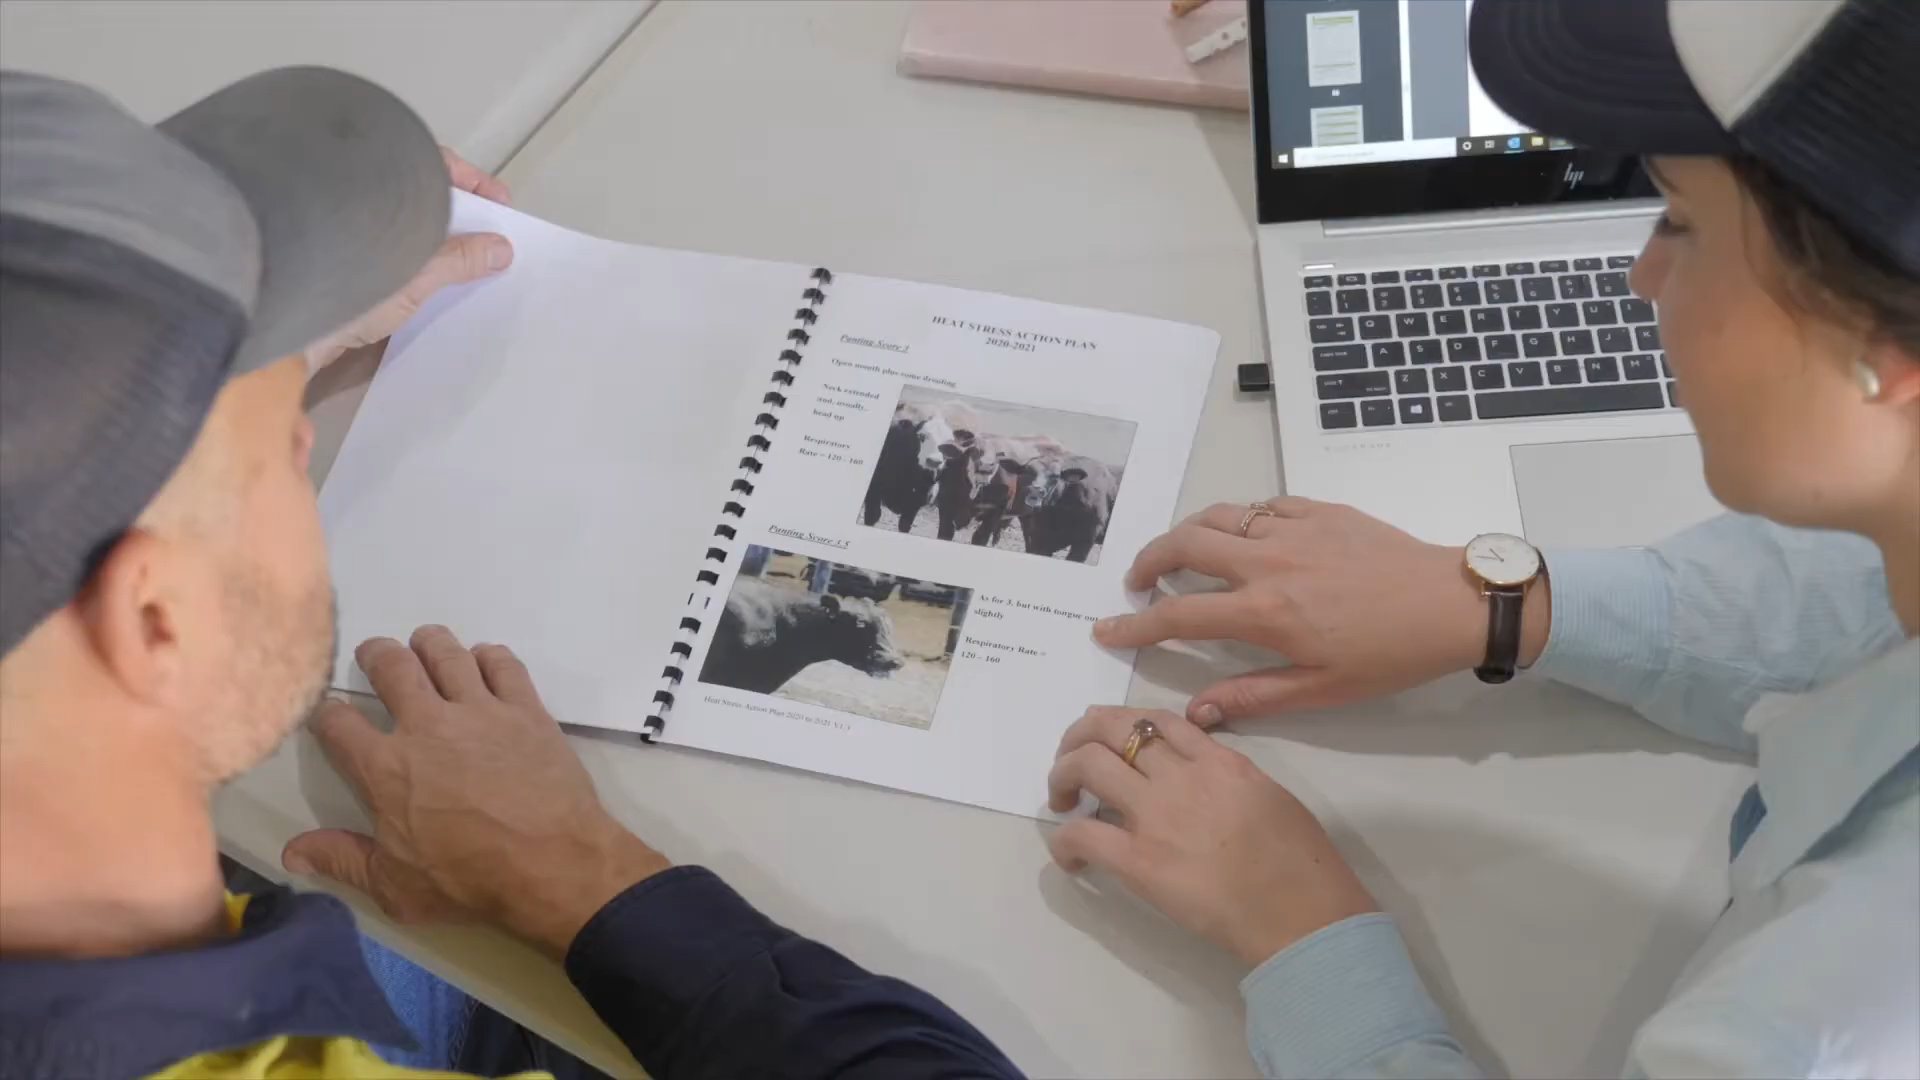 HEAT STRESS ACTION PLAN
2020-2021
Panting Score 3
Open mouth plus some drooling
Neck extended
and, usually,
head up
Respiratory
Rate = 120 - 160
Panting Score 3.5
As for 3, but with tongue out
slightly
Respiratory Rate =
120 - 160
Heat Stress Action Plan 2020 to 2021 V1.3
hp